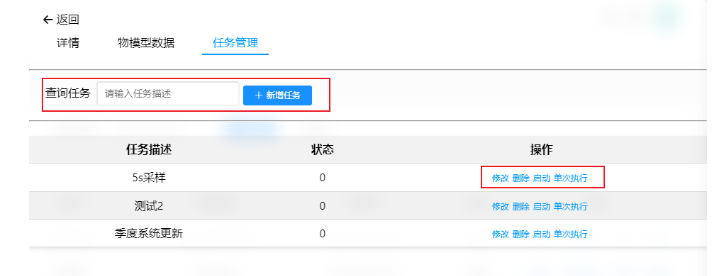 ← 返回
详情 物模型数据 任务管理
查询任务 请输入任务描述 + 新增任务
任务描述 状态 操作
5s采样 0 修改 删除 启动 单次执行
测试2 0 修改 删除 启动 单次执行
季度系统更新 0 修改 删除 启动 单次执行